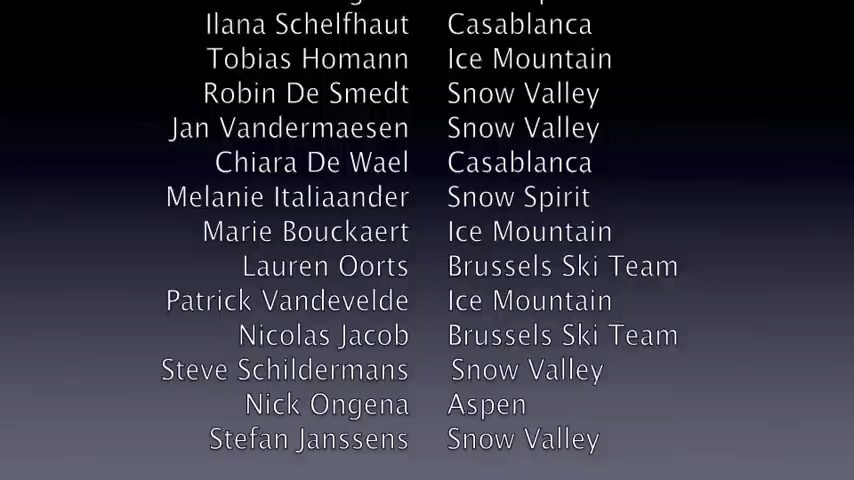 Ilana Schelfhaut Casablanca
Tobias Homann Ice Mountain
Robin De Smedt Snow Valley
Jan Vandermaesen Snow Valley
Chiara De Wael Casablanca
Melanie Italiaander Snow Spirit
Marie Bouckaert Ice Mountain
Lauren Oorts Brussels Ski Team
Patrick Vandevelde Ice Mountain
Nicolas Jacob Brussels Ski Team
Steve Schildermans Snow Valley
Nick Ongena Aspen
Stefan Janssens Snow Valley